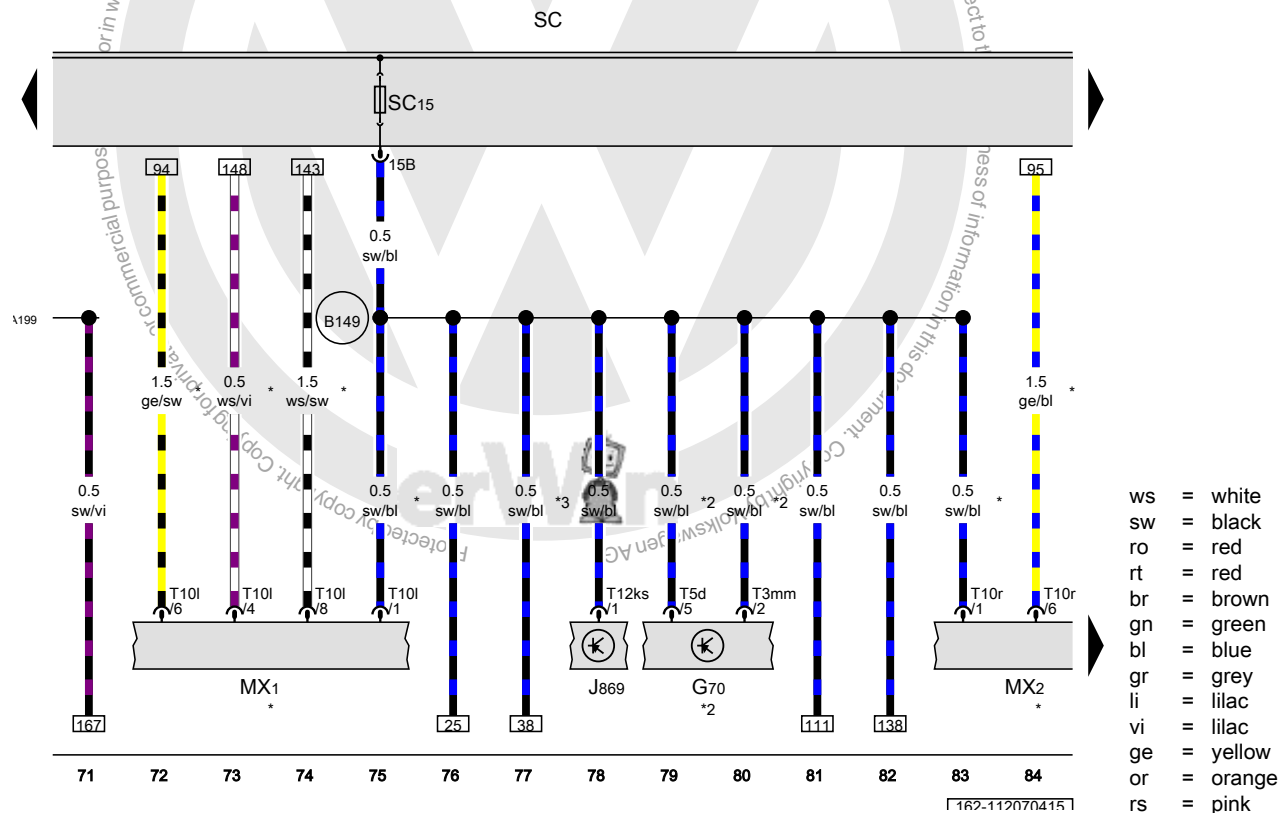 SC
SC15
94
148
143
15B
95
0.5
sw/bl
A199
B149
1.5
ge/sw
*
0.5
ws/vi
*
1.5
ws/sw
*
1.5
ge/bl
*
0.5
sw/vi
0.5
sw/bl
*
0.5
sw/bl
0.5
sw/bl
*3
0.5
sw/bl
0.5
sw/bl
*2
0.5
sw/bl
*2
0.5
sw/bl
0.5
sw/bl
0.5
sw/bl
*
T10l
/6
T10l
/4
T10l
/8
T10l
/1
T12ks
/1
T5d
/5
T3mm
/2
T10r
/1
T10r
/6
MX1
*
J869
G70
*2
MX2
*
167
25
38
111
138
71 72 73 74 75 76 77 78 79 80 81 82 83 84
162-112070415
ws = white
sw = black
ro = red
rt = red
br = brown
gn = green
bl = blue
gr = grey
li = lilac
vi = lilac
ge = yellow
or = orange
rs = pink